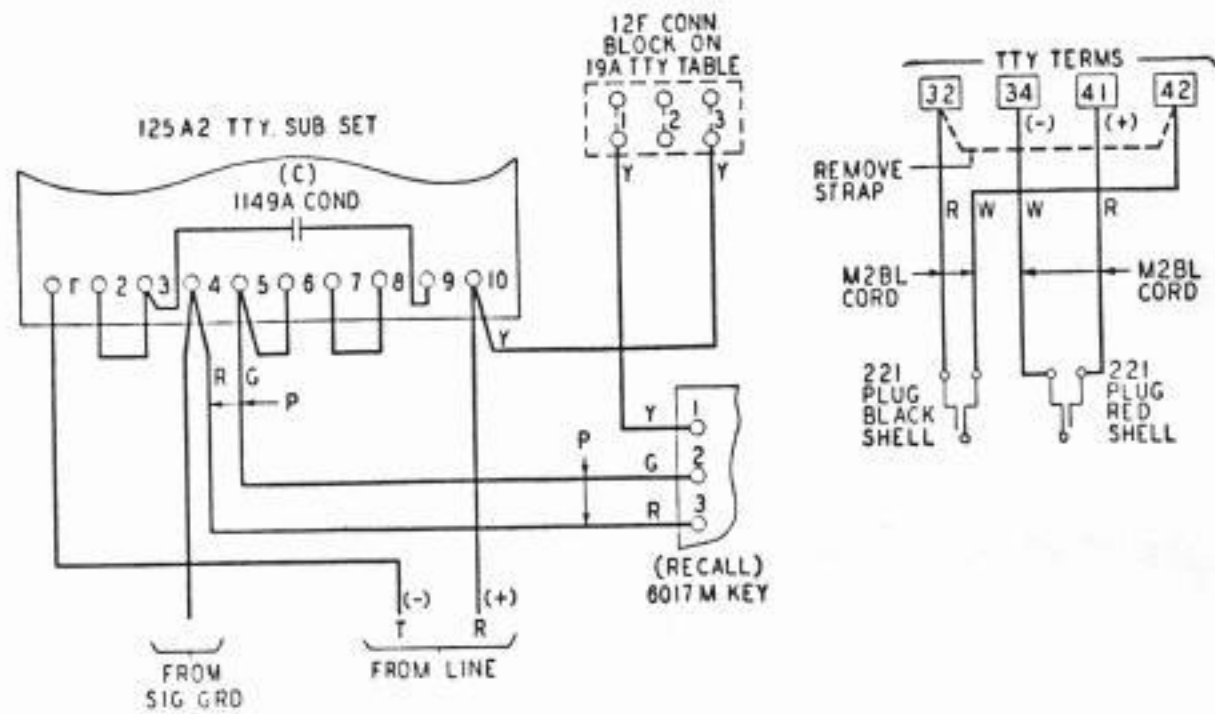 12F CONN
BLOCK ON
19A TTY TABLE
1 2 3
Y Y
125A2 TTY. SUB SET
(C)
1149A COND
1 2 3 4 5 6 7 8 9 10
Y
R G
P
Y 1
P
G 2
R 3
(RECALL)
6017M KEY
(-) (+)
T R
FROM
SIG GRD
FROM LINE
TTY TERMS
32 34 41 42
(-) (+)
REMOVE
STRAP
R W W R
M2BL
CORD
M2BL
CORD
221
PLUG
BLACK
SHELL
221
PLUG
RED
SHELL